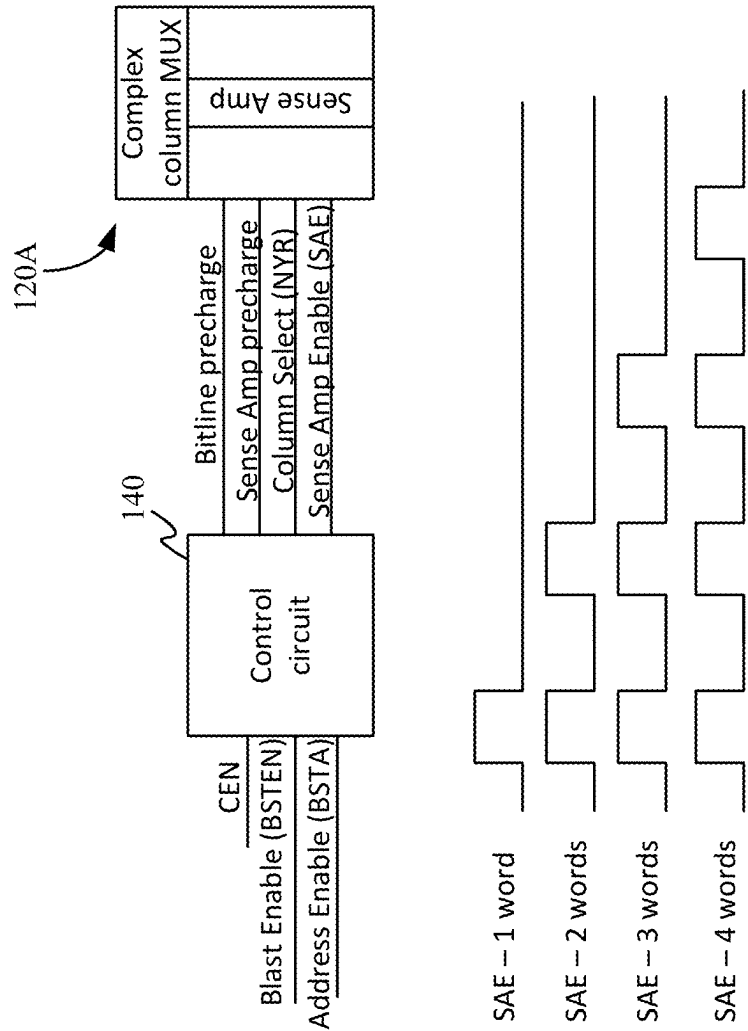 120A
Complex
column MUX
Sense Amp
Bitline precharge
Sense Amp precharge
Column Select (NYR)
Sense Amp Enable (SAE)
140
Control
circuit
CEN
Blast Enable (BSTEN)
Address Enable (BSTA)
SAE – 1 word
SAE – 2 words
SAE – 3 words
SAE – 4 words